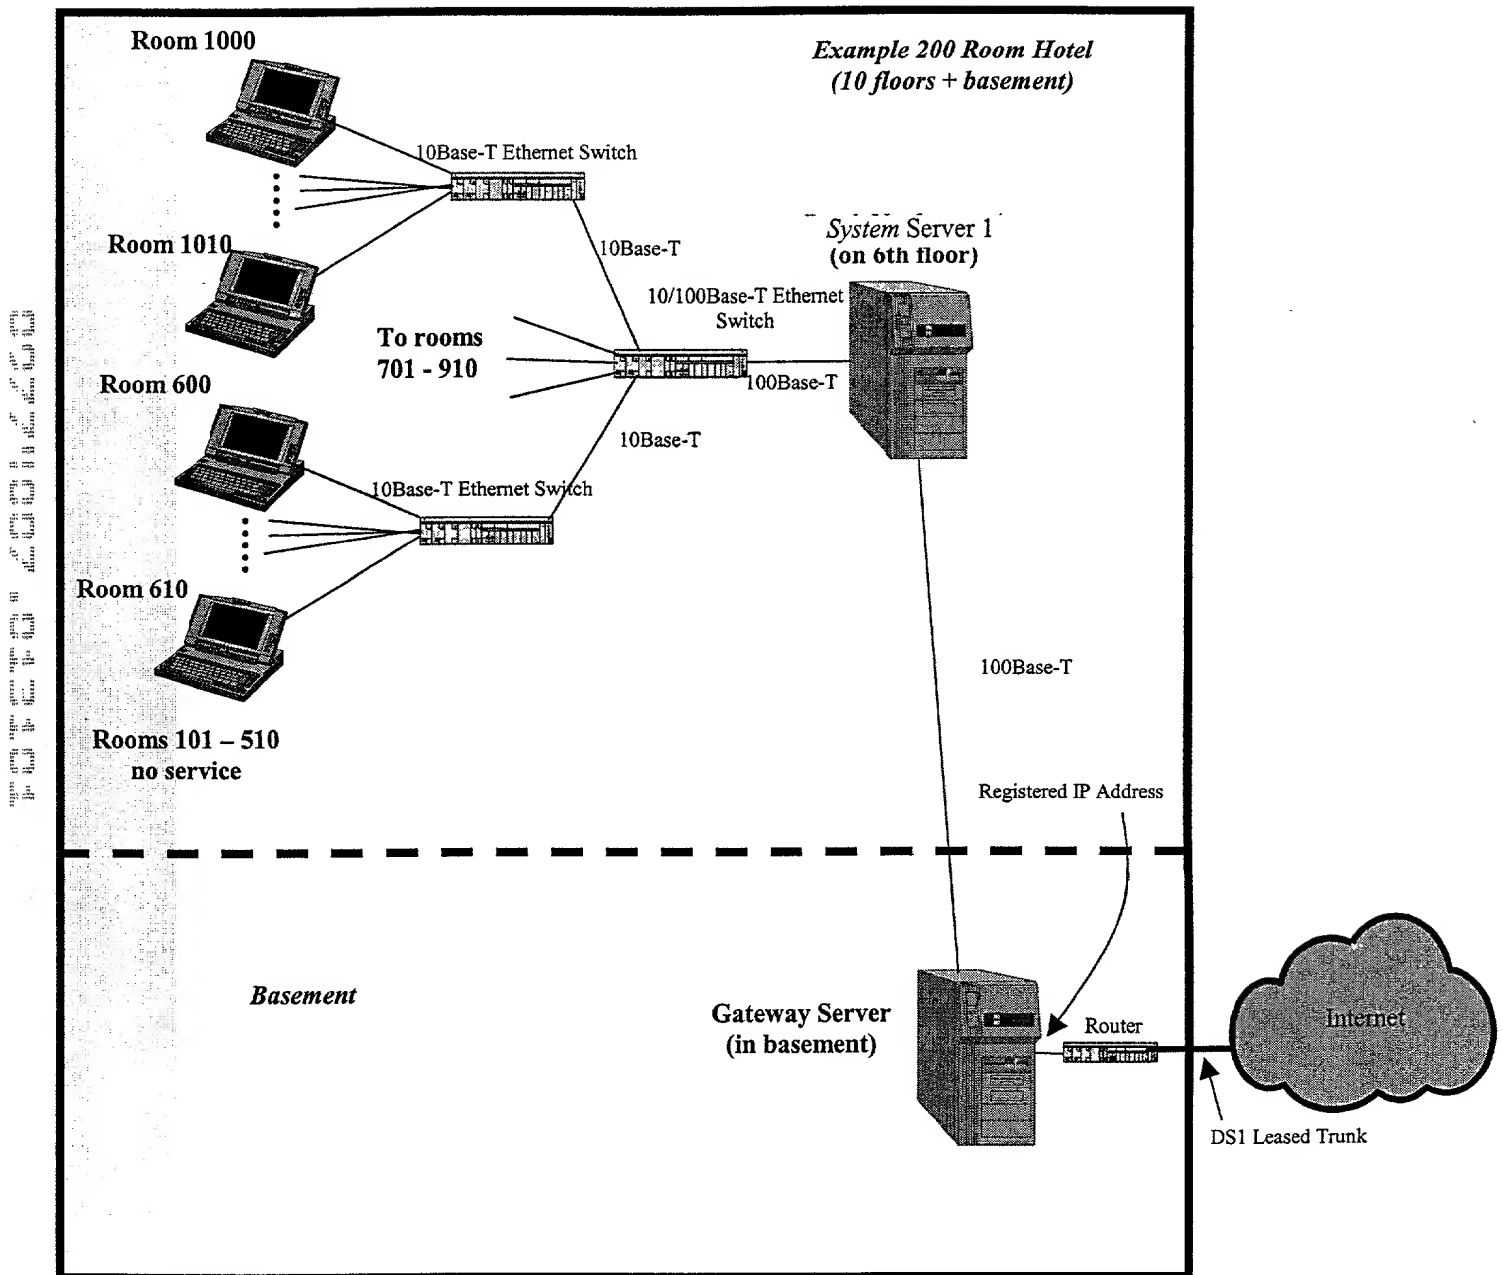 Room 1000
Example 200 Room Hotel
(10 floors + basement)
10Base-T Ethernet Switch
Room 1010
10Base-T
System Server 1
(on 6th floor)
10/100Base-T Ethernet
Switch
To rooms
701 - 910
100Base-T
Room 600
10Base-T
10Base-T Ethernet Switch
Room 610
100Base-T
Rooms 101 – 510
no service
Registered IP Address
Basement
Gateway Server
(in basement)
Router
Internet
DS1 Leased Trunk